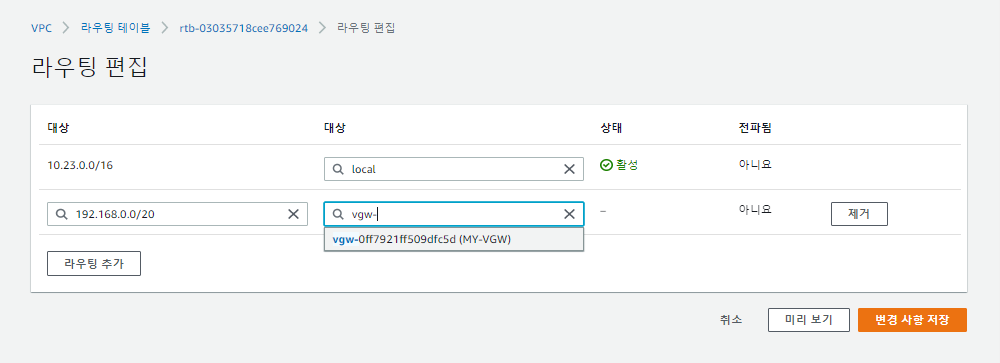 VPC > 라우팅 테이블 > rtb-03035718cee769024 > 라우팅 편집
라우팅 편집
대상 대상 상태 전파됨
10.23.0.0/16 local 활성 아니요
192.168.0.0/20 vgw- – 아니요 제거
vgw-0ff7921ff509dfc5d (MY-VGW)
라우팅 추가
취소 미리 보기 변경 사항 저장